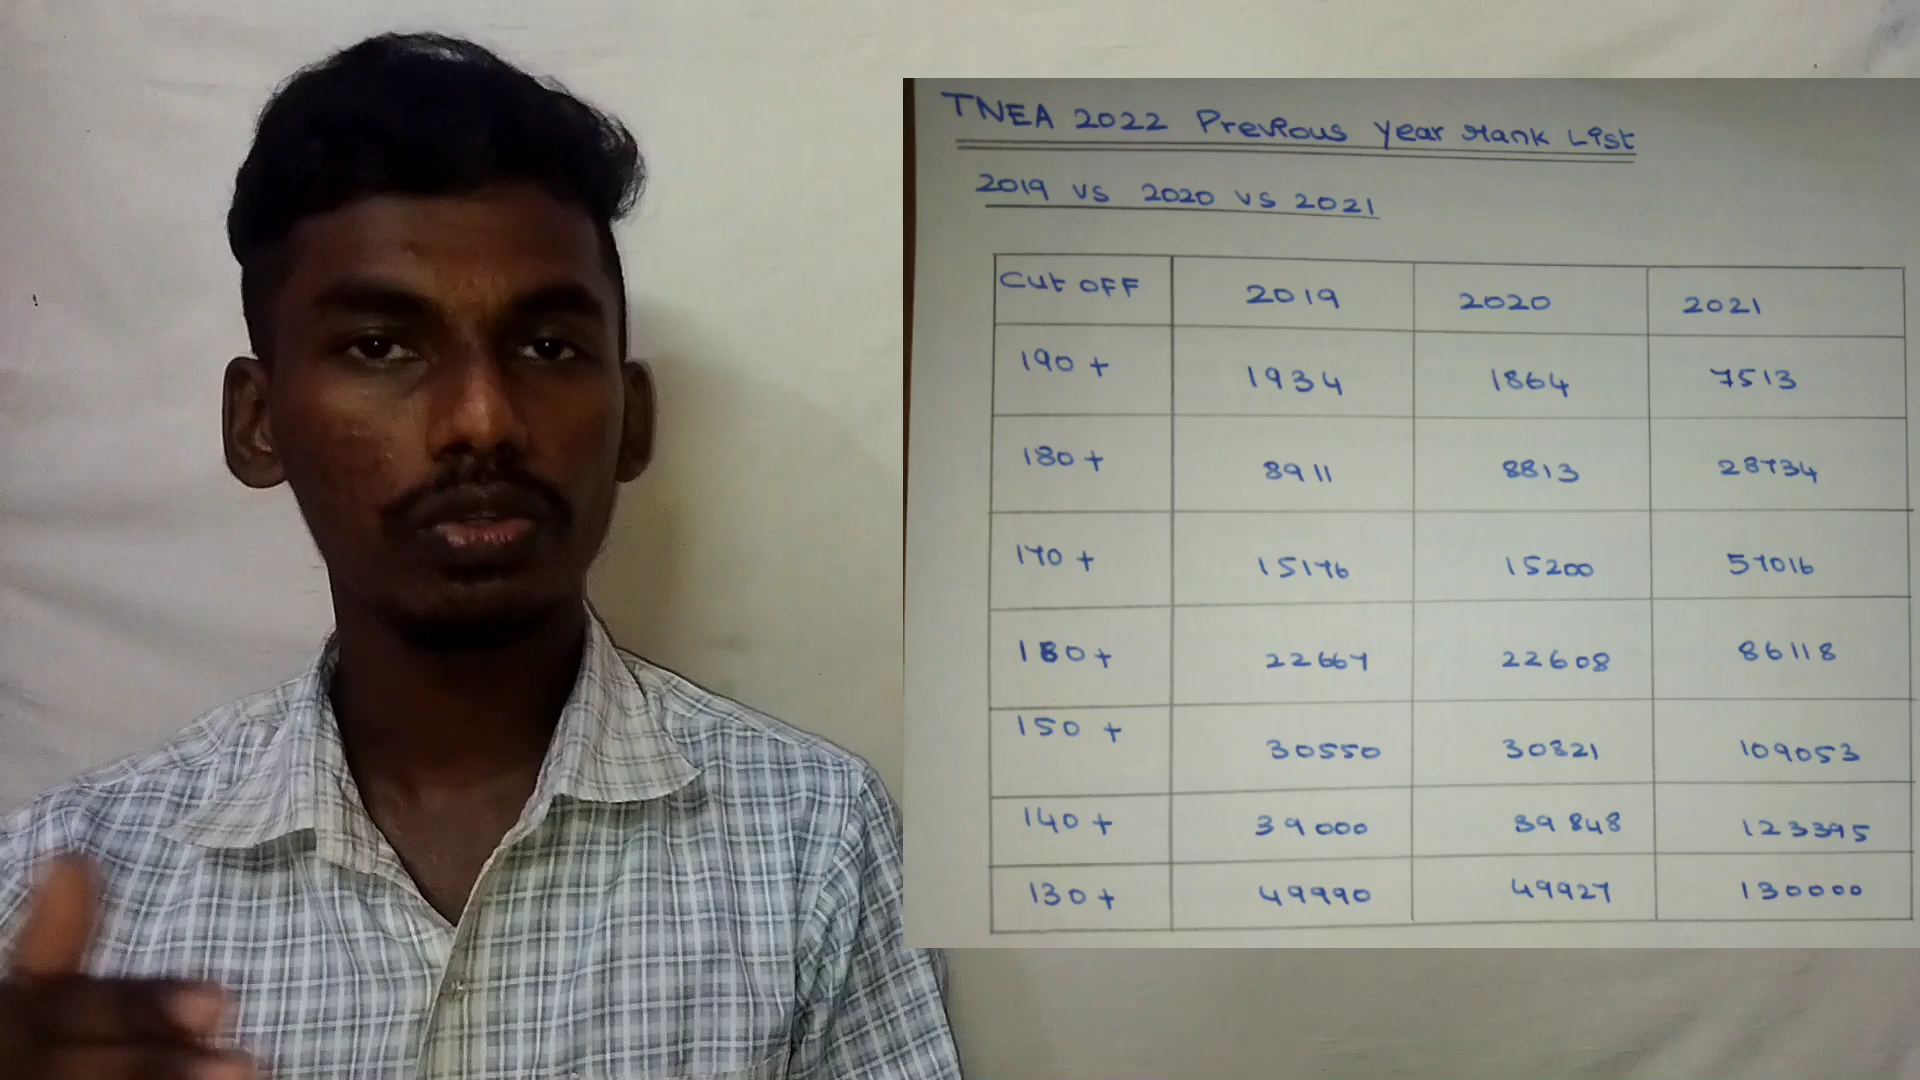 TNEA 2022 Previous year rank List
2019 vs 2020 vs 2021
Cut OFF 2019 2020 2021
190 + 1934 1864 7513
180 + 8911 8813 28734
170 + 15176 15200 57016
160 + 22667 22608 86118
150 + 30550 30821 109053
140 + 39000 39848 123395
130 + 49990 49927 130000